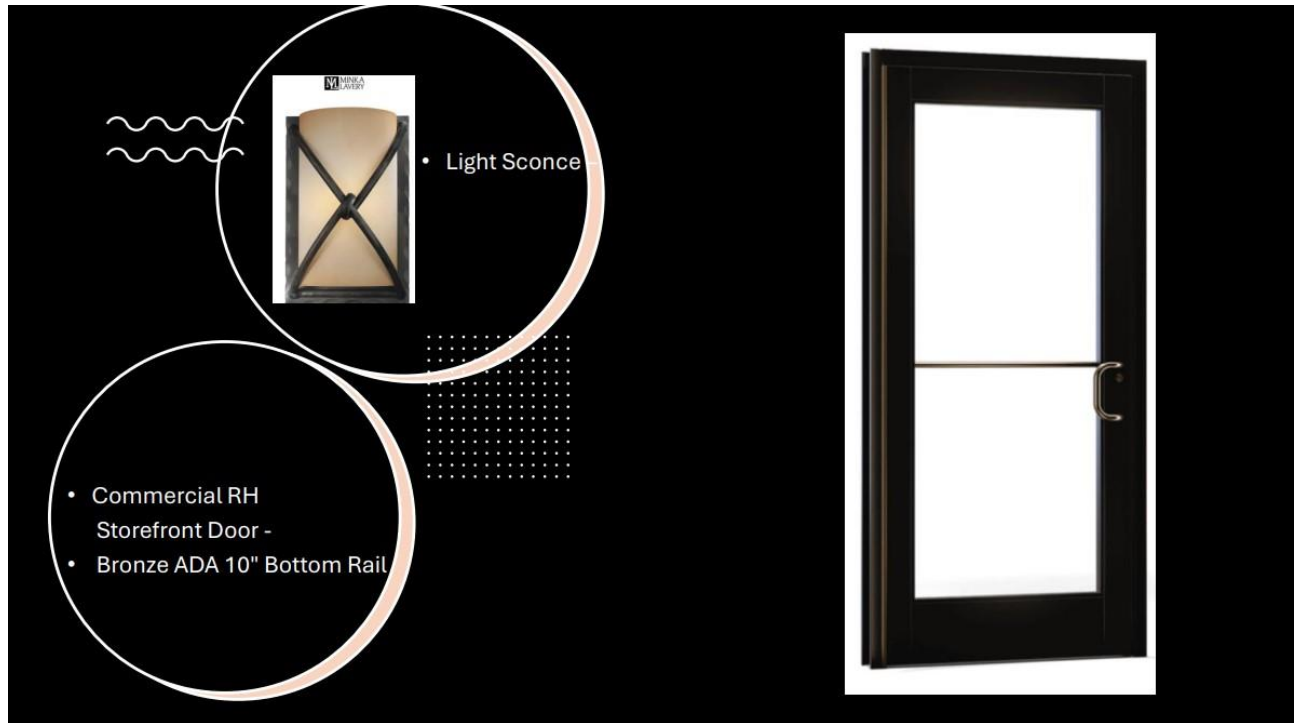 MINKA
LAVERY
• Light Sconce -
• Commercial RH
Storefront Door -
• Bronze ADA 10" Bottom Rail